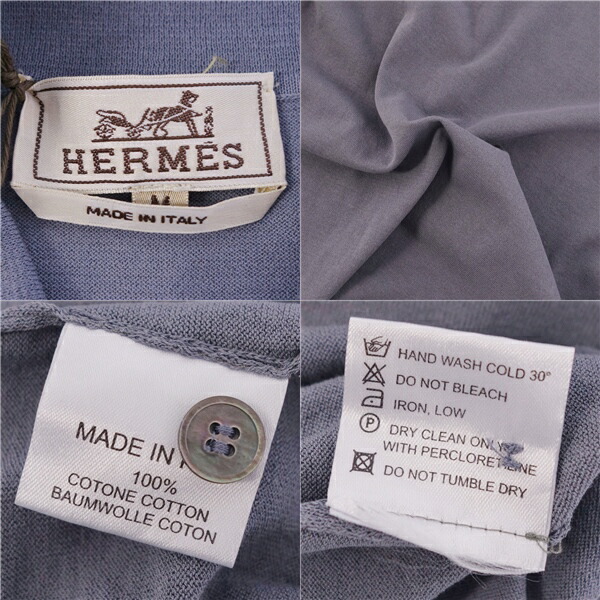 HERMÈS
M
MADE IN ITALY
MADE IN
100%
COTONE COTTON
BAUMWOLLE COTON
HAND WASH COLD 30°
DO NOT BLEACH
IRON, LOW
P DRY CLEAN ONLY
WITH PERCLORETILINE
DO NOT TUMBLE DRY